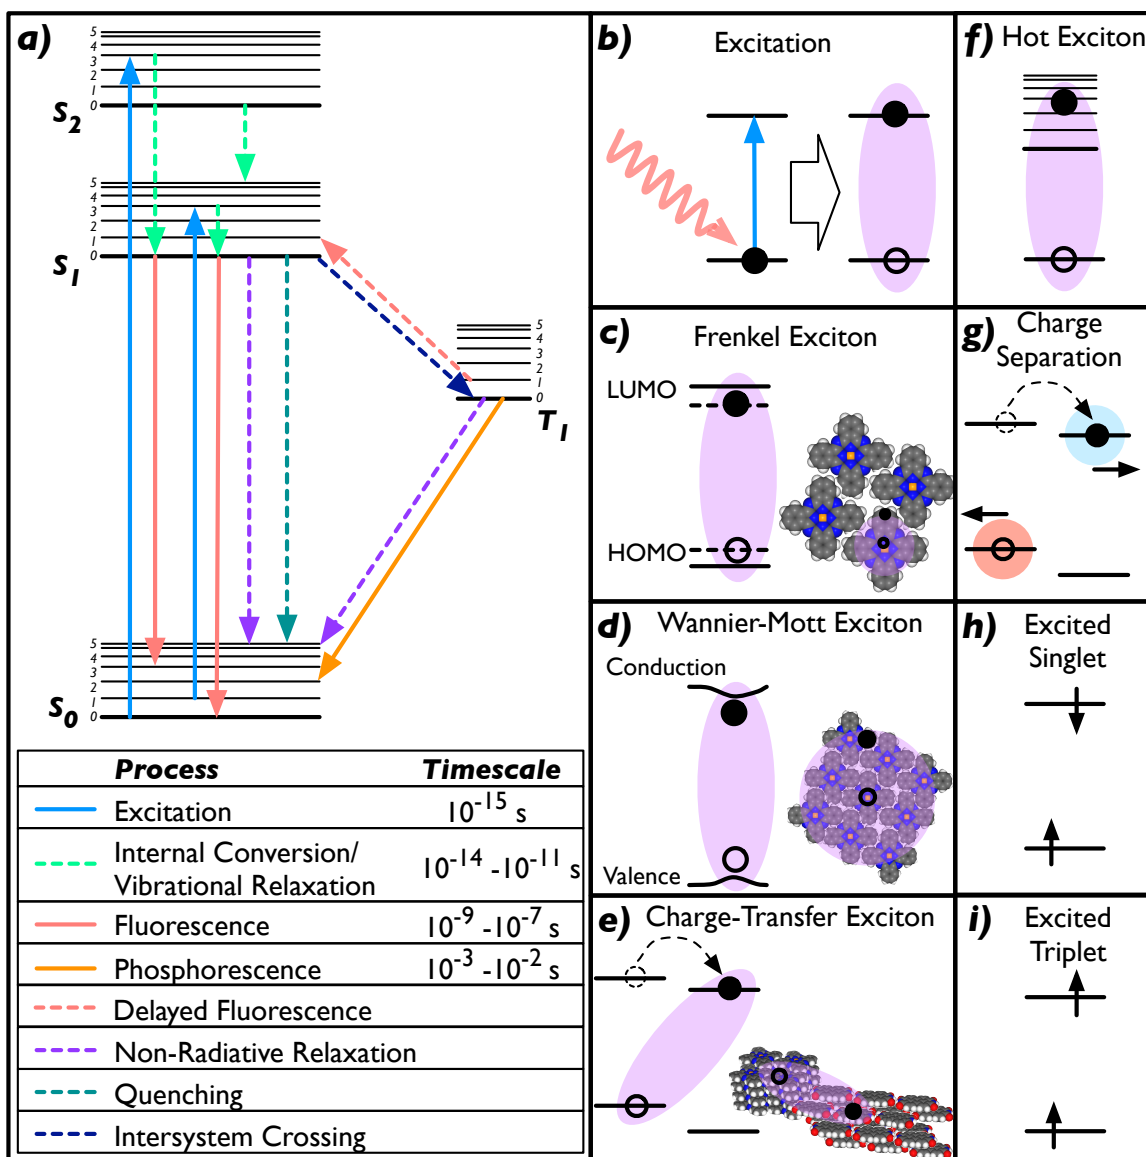 a)
5
4
3
2
1
0
S2
5
4
3
2
1
0
S1
5
4
3
2
1
0
T1
5
4
3
2
1
0
S0
Process Timescale
Excitation 10-15 s
Internal Conversion/
Vibrational Relaxation 10-14 -10-11 s
Fluorescence 10-9 -10-7 s
Phosphorescence 10-3 -10-2 s
Delayed Fluorescence
Non-Radiative Relaxation
Quenching
Intersystem Crossing
b)
Excitation
c)
Frenkel Exciton
LUMO
HOMO
d)
Wannier-Mott Exciton
Conduction
Valence
e)
Charge-Transfer Exciton
f)
Hot Exciton
g)
Charge
Separation
h)
Excited
Singlet
i)
Excited
Triplet